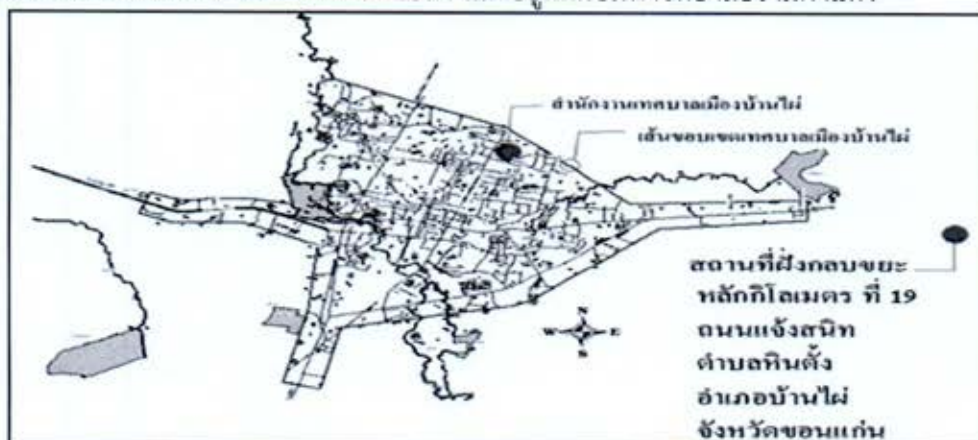 สำนักงานเทศบาลเมืองบ้านไผ่
เส้นขอบเขตเทศบาลเมืองบ้านไผ่
สถานที่ฝังกลบขยะ
หลักกิโลเมตร ที่ 19
ถนนแจ้งสนิท
ตำบลหินตั้ง
อำเภอบ้านไผ่
จังหวัดขอนแก่น
N
W
E
S